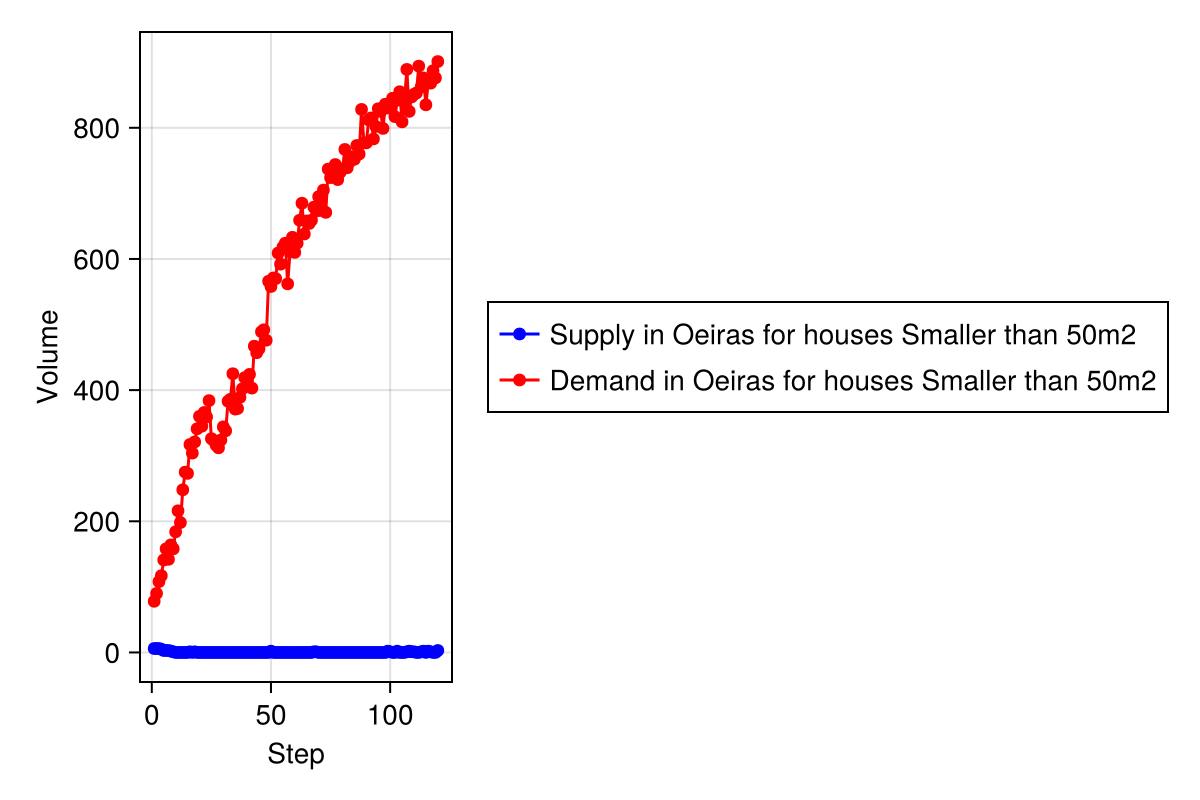 Volume
800
600
400
200
0
0 50 100
Step
Supply in Oeiras for houses Smaller than 50m2
Demand in Oeiras for houses Smaller than 50m2